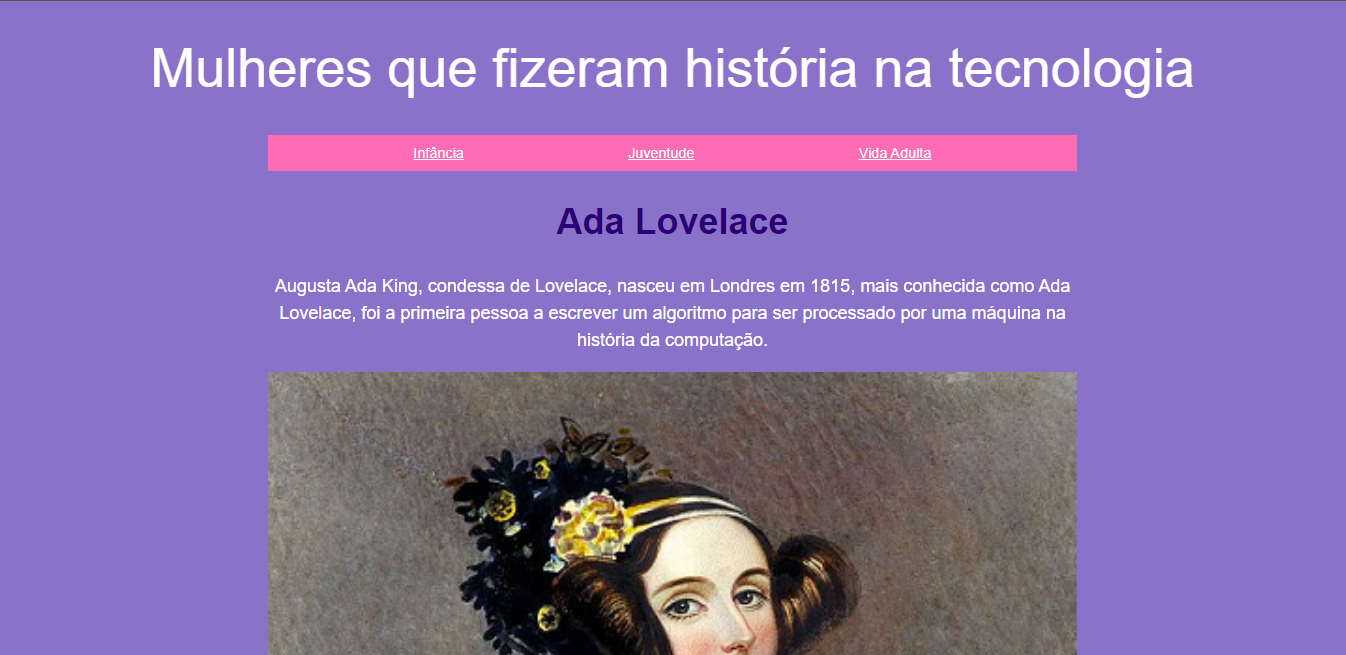 Mulheres que fizeram história na tecnologia
Infância
Juventude
Vida Adulta
Ada Lovelace
Augusta Ada King, condessa de Lovelace, nasceu em Londres em 1815, mais conhecida como Ada
Lovelace, foi a primeira pessoa a escrever um algoritmo para ser processado por uma máquina na
história da computação.